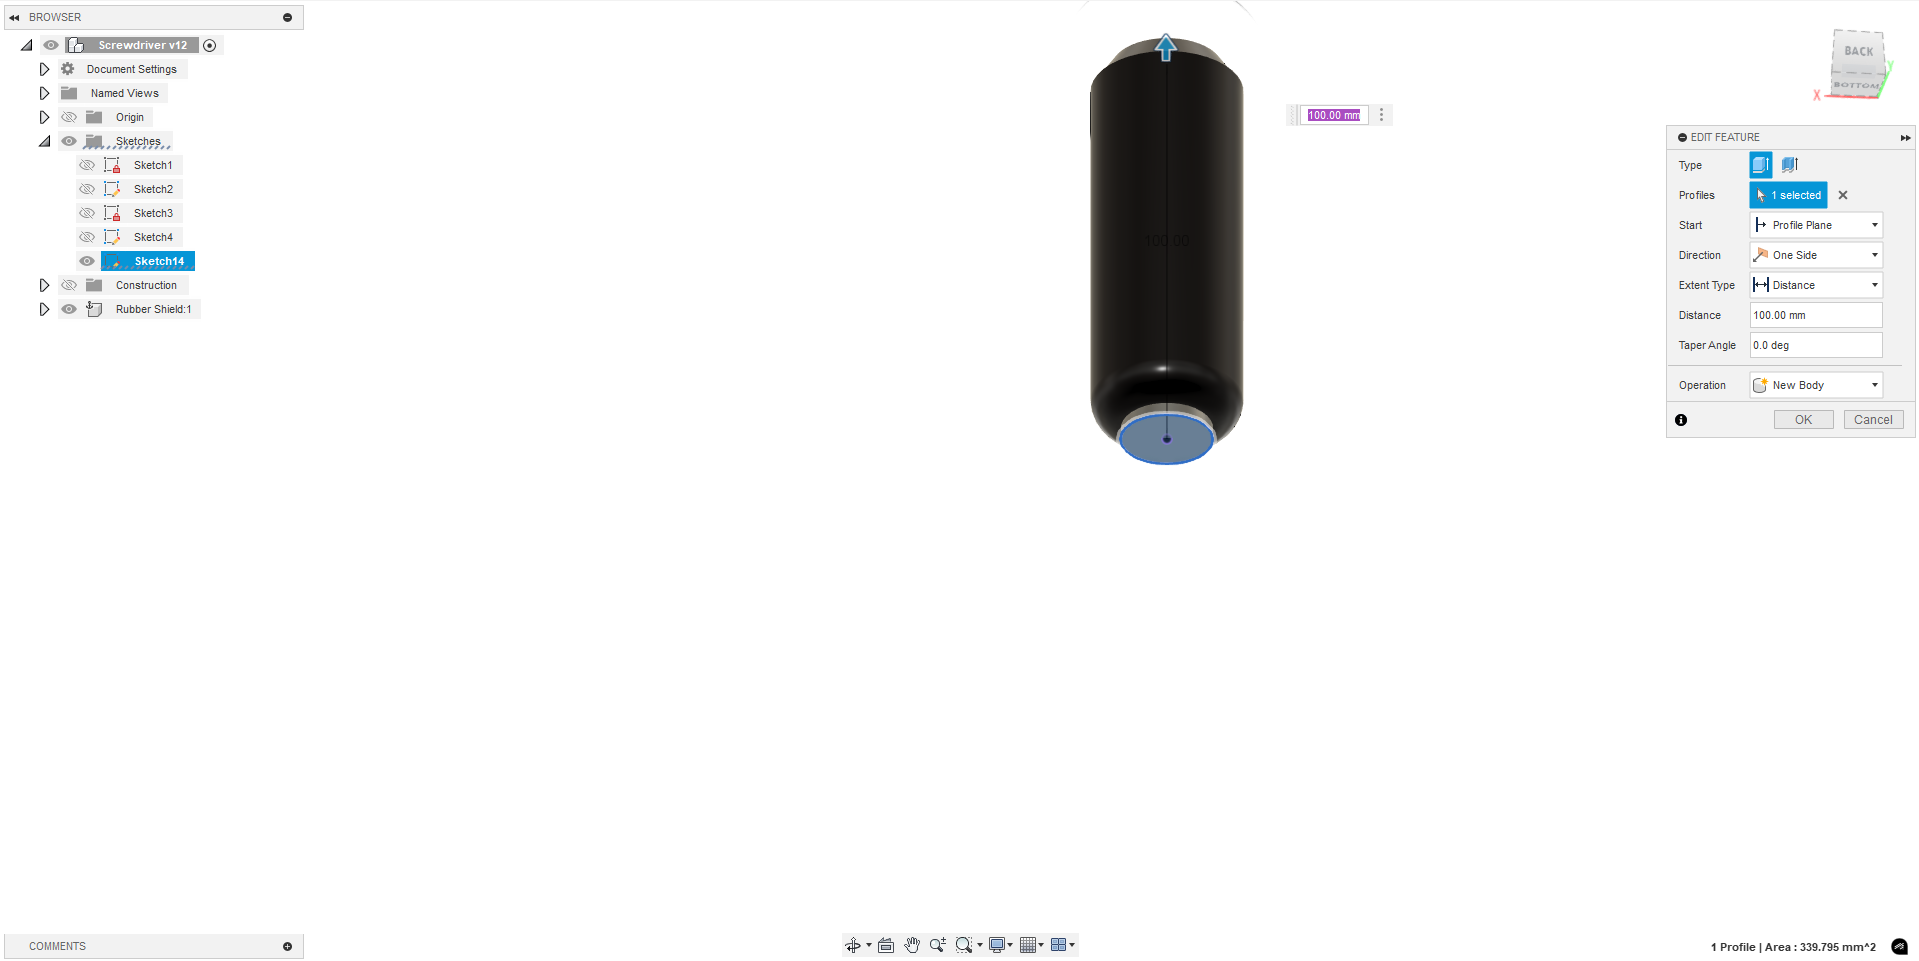 BROWSER
Screwdriver v12
Document Settings
Named Views
Origin
Sketches
Sketch1
Sketch2
Sketch3
Sketch4
Sketch14
Construction
Rubber Shield:1
100.00
100.00 mm
BACK
BOTTOM
X
Y
EDIT FEATURE
Type
Profiles 1 selected
Start Profile Plane
Direction One Side
Extent Type Distance
Distance 100.00 mm
Taper Angle 0.0 deg
Operation New Body
OK Cancel
COMMENTS
1 Profile | Area : 339.795 mm^2